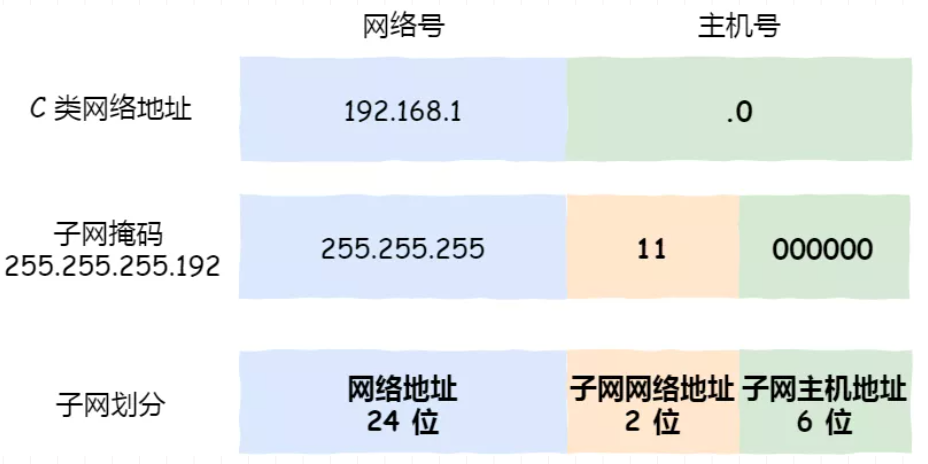 网络号 主机号
C 类网络地址 192.168.1 .0
子网掩码
255.255.255.192 255.255.255 11 000000
子网划分 网络地址 子网网络地址 子网主机地址
24 位 2 位 6 位